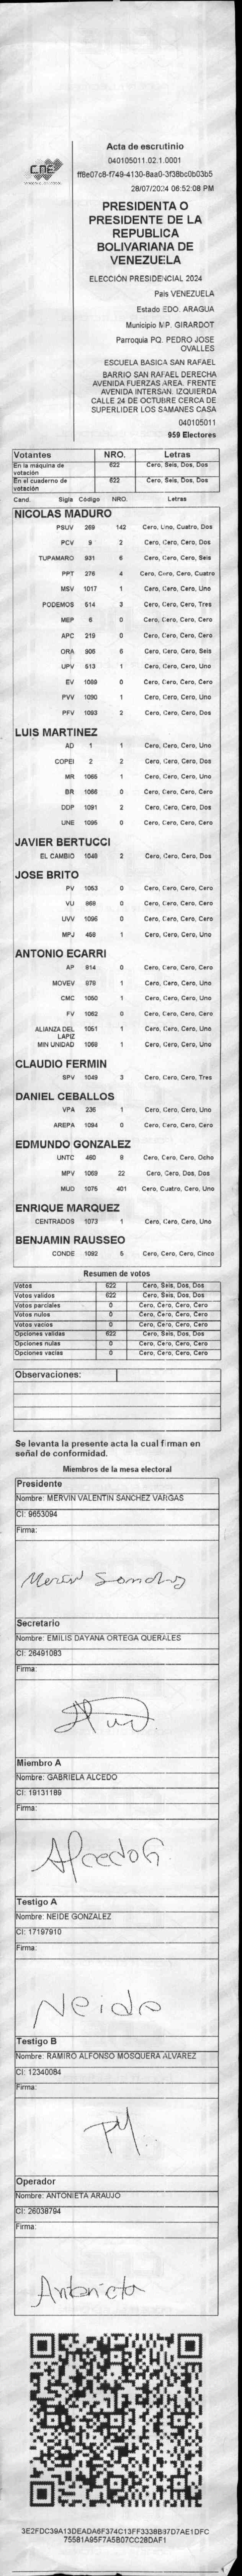 CNE
Acta de escrutinio
040105011.02.1.0001
ff8e07c8-f749-4130-8aa0-3f38bc0b03b5
28/07/2024 06:52:08 PM
PRESIDENTA O
PRESIDENTE DE LA
REPUBLICA
BOLIVARIANA DE
VENEZUELA
ELECCIÓN PRESIDENCIAL 2024
País VENEZUELA
Estado EDO. ARAGUA
Municipio MP. GIRARDOT
Parroquia PQ. PEDRO JOSE
OVALLES
ESCUELA BASICA SAN RAFAEL
BARRIO SAN RAFAEL DERECHA
AVENIDA FUERZAS AREA. FRENTE
AVENIDA INTERSAN. IZQUIERDA
CALLE 24 DE OCTUBRE CERCA DE
SUPERLIDER LOS SAMANES CASA
040105011
959 Electores
Votantes NRO. Letras
En la máquina de votación 622 Cero, Seis, Dos, Dos
En el cuaderno de votación 622 Cero, Seis, Dos, Dos
Cand. Sigla Código NRO. Letras
NICOLAS MADURO
PSUV 269 142 Cero, Uno, Cuatro, Dos
PCV 9 2 Cero, Cero, Cero, Dos
TUPAMARO 931 6 Cero, Cero, Cero, Seis
PPT 276 4 Cero, Cero, Cero, Cuatro
MSV 1017 1 Cero, Cero, Cero, Uno
PODEMOS 514 3 Cero, Cero, Cero, Tres
MEP 6 0 Cero, Cero, Cero, Cero
APC 219 0 Cero, Cero, Cero, Cero
ORA 906 6 Cero, Cero, Cero, Seis
UPV 513 1 Cero, Cero, Cero, Uno
EV 1089 0 Cero, Cero, Cero, Cero
PVV 1090 1 Cero, Cero, Cero, Uno
PFV 1093 2 Cero, Cero, Cero, Dos
LUIS MARTINEZ
AD 1 1 Cero, Cero, Cero, Uno
COPEI 2 2 Cero, Cero, Cero, Dos
MR 1065 1 Cero, Cero, Cero, Uno
BR 1066 0 Cero, Cero, Cero, Cero
DDP 1091 2 Cero, Cero, Cero, Dos
UNE 1095 0 Cero, Cero, Cero, Cero
JAVIER BERTUCCI
EL CAMBIO 1048 2 Cero, Cero, Cero, Dos
JOSE BRITO
PV 1053 0 Cero, Cero, Cero, Cero
VU 868 0 Cero, Cero, Cero, Cero
UVV 1096 0 Cero, Cero, Cero, Cero
MPJ 458 1 Cero, Cero, Cero, Uno
ANTONIO ECARRI
AP 814 0 Cero, Cero, Cero, Cero
MOVEV 979 1 Cero, Cero, Cero, Uno
CMC 1050 1 Cero, Cero, Cero, Uno
FV 1062 0 Cero, Cero, Cero, Cero
ALIANZA DEL LAPIZ 1051 1 Cero, Cero, Cero, Uno
MIN UNIDAD 1068 1 Cero, Cero, Cero, Uno
CLAUDIO FERMIN
SPV 1049 3 Cero, Cero, Cero, Tres
DANIEL CEBALLOS
VPA 235 1 Cero, Cero, Cero, Uno
AREPA 1094 0 Cero, Cero, Cero, Cero
EDMUNDO GONZALEZ
UNTC 460 8 Cero, Cero, Cero, Ocho
MPV 1069 22 Cero, Cero, Dos, Dos
MUD 1075 401 Cero, Cuatro, Cero, Uno
ENRIQUE MARQUEZ
CENTRADOS 1073 1 Cero, Cero, Cero, Uno
BENJAMIN RAUSSEO
CONDE 1092 5 Cero, Cero, Cero, Cinco
Resumen de votos
Votos 622 Cero, Seis, Dos, Dos
Votos validos 622 Cero, Seis, Dos, Dos
Votos parciales 0 Cero, Cero, Cero, Cero
Votos nulos 0 Cero, Cero, Cero, Cero
Votos vacios 0 Cero, Cero, Cero, Cero
Opciones validas 622 Cero, Seis, Dos, Dos
Opciones nulas 0 Cero, Cero, Cero, Cero
Opciones vacias 0 Cero, Cero, Cero, Cero
Observaciones:
Se levanta la presente acta la cual firman en
señal de conformidad.
Miembros de la mesa electoral
Presidente
Nombre: MERVIN VALENTIN SANCHEZ VARGAS
CI: 9653094
Firma:
Secretario
Nombre: EMILIS DAYANA ORTEGA QUERALES
CI: 26491083
Firma:
Miembro A
Nombre: GABRIELA ALCEDO
CI: 19131189
Firma:
Alcedo G.
Testigo A
Nombre: NEIDE GONZALEZ
CI: 17197910
Firma:
Neide
Testigo B
Nombre: RAMIRO ALFONSO MOSQUERA ALVAREZ
CI: 12340084
Firma:
Operador
Nombre: ANTONIETA ARAUJO
CI: 26038794
Firma:
Antonieta
3E2FDC39A13DEADA6F374C13FF3338B87D7AE1DFC
75581A95F7A5B07CC28DAF1